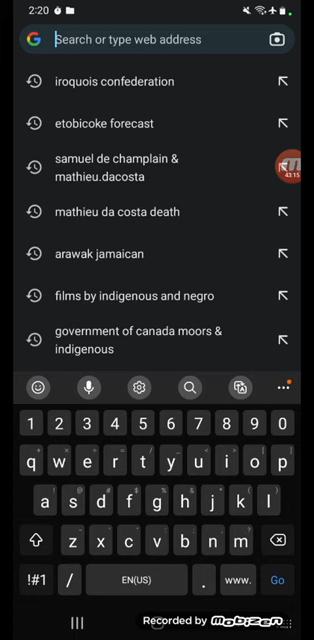 2:20
Search or type web address
iroquois confederation
etobicoke forecast
samuel de champlain &
mathieu.dacosta
43:15
mathieu da costa death
arawak jamaican
films by indigenous and negro
government of canada moors &
indigenous
1 2 3 4 5 6 7 8 9 0
q w e r t y u i o p
a s d f g h j k l
z x c v b n m
!#1 / EN(US) . www. Go
Recorded by mobizen